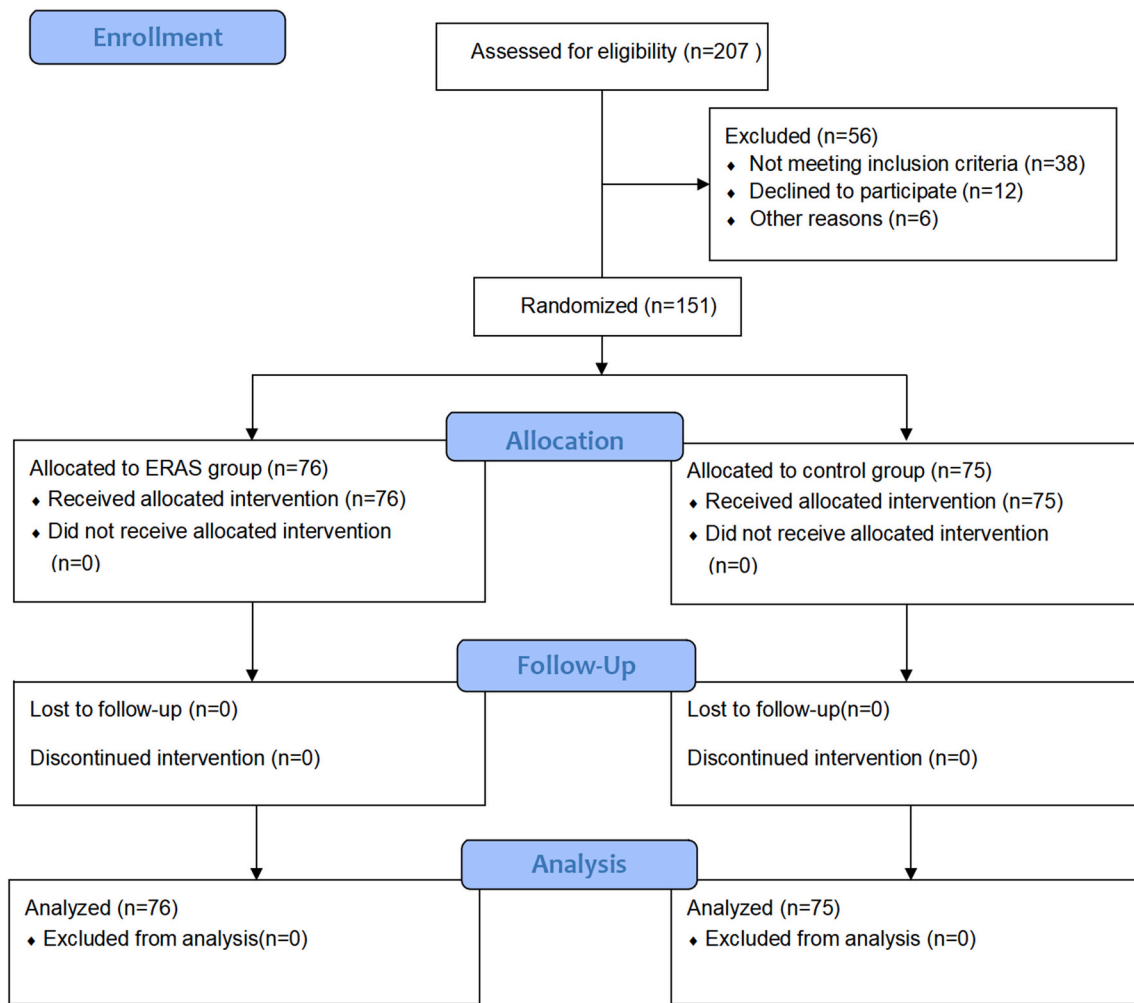 Enrollment
Assessed for eligibility (n=207 )
Excluded (n=56)
⬧ Not meeting inclusion criteria (n=38)
⬧ Declined to participate (n=12)
⬧ Other reasons (n=6)
Randomized (n=151)
Allocation
Allocated to ERAS group (n=76)
⬧ Received allocated intervention (n=76)
⬧ Did not receive allocated intervention
(n=0)
Allocated to control group (n=75)
⬧ Received allocated intervention (n=75)
⬧ Did not receive allocated intervention
(n=0)
Follow-Up
Lost to follow-up (n=0)
Discontinued intervention (n=0)
Lost to follow-up(n=0)
Discontinued intervention (n=0)
Analysis
Analyzed (n=76)
⬧ Excluded from analysis(n=0)
Analyzed (n=75)
⬧ Excluded from analysis (n=0)